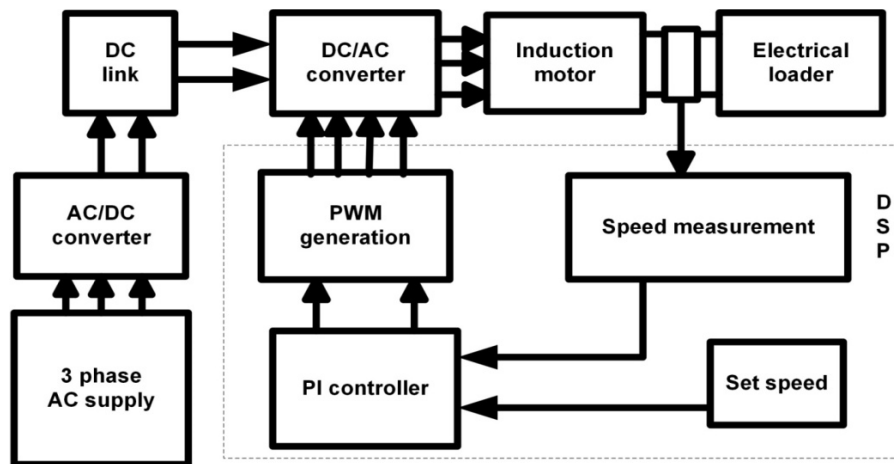 DC
link
DC/AC
converter
Induction
motor
Electrical
loader
AC/DC
converter
PWM
generation
Speed measurement
D
S
P
3 phase
AC supply
PI controller
Set speed